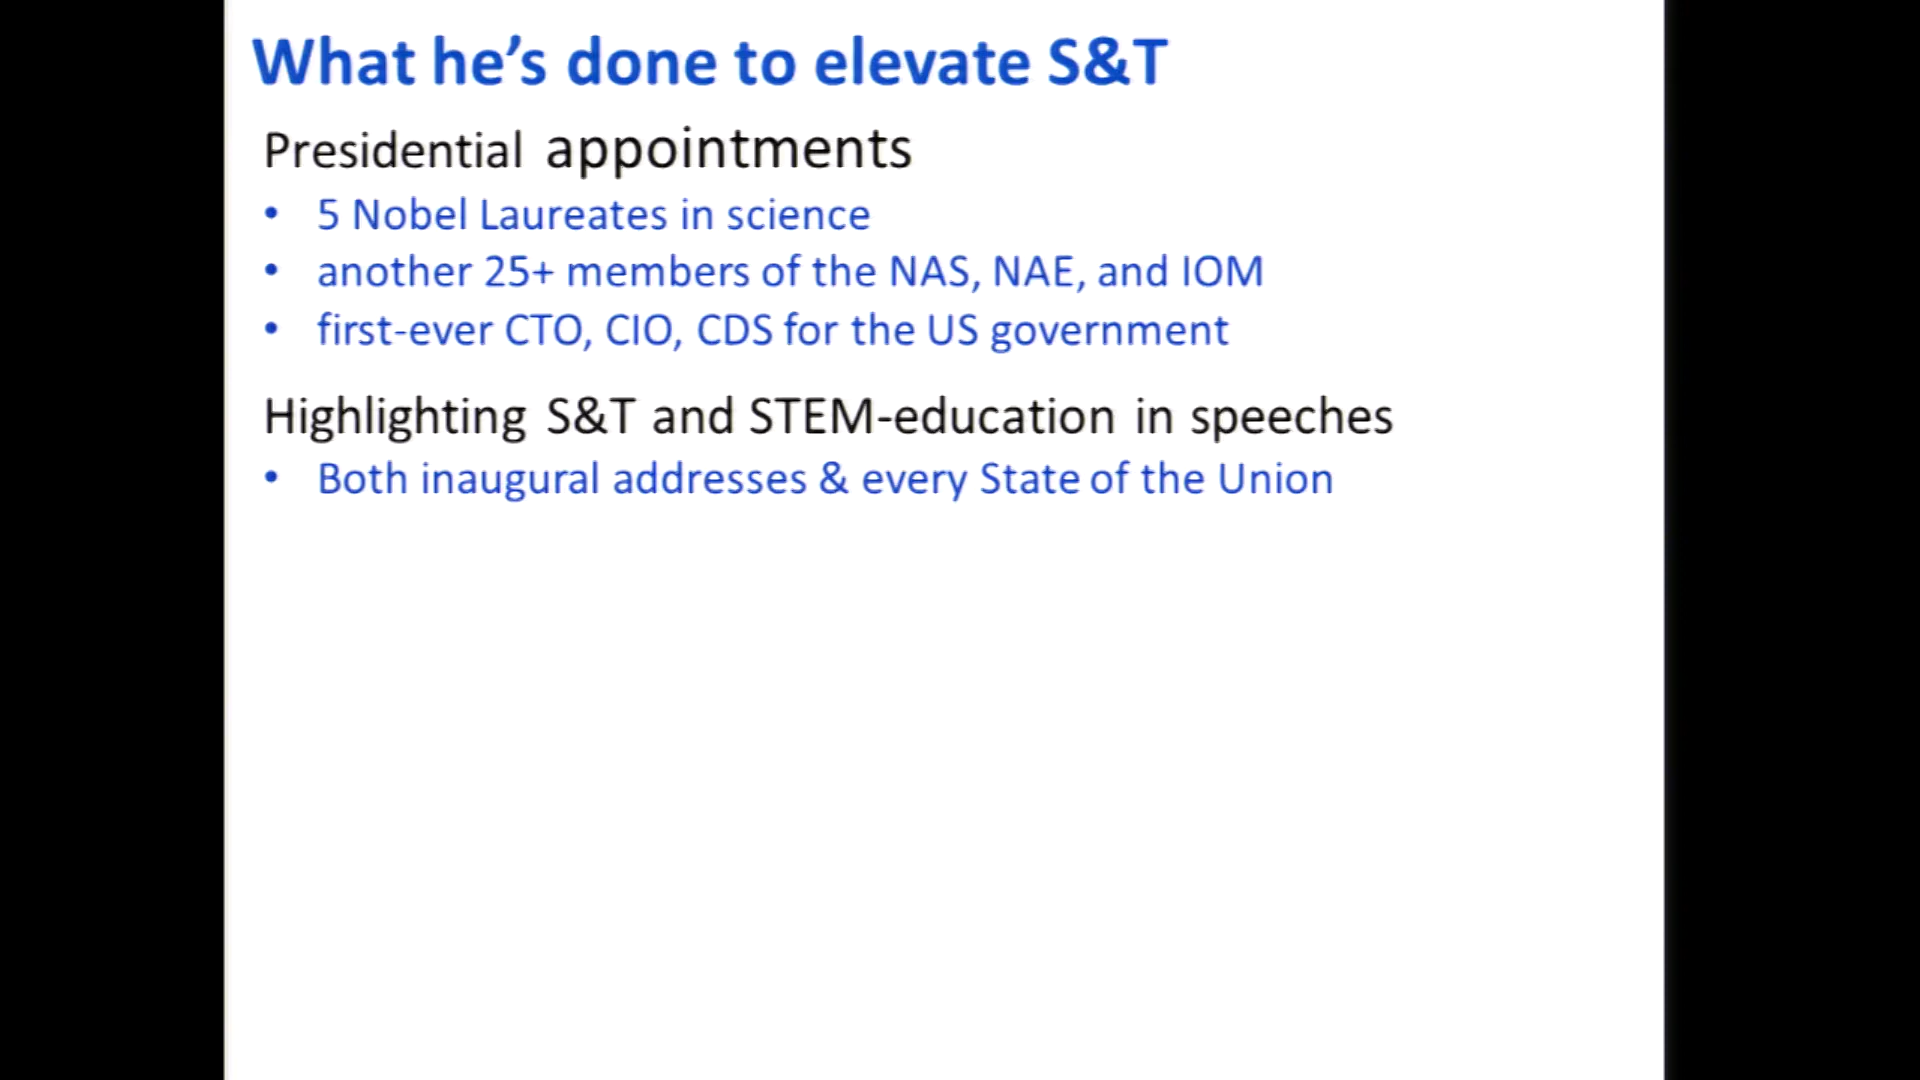 What he’s done to elevate S&T
Presidential appointments
• 5 Nobel Laureates in science
• another 25+ members of the NAS, NAE, and IOM
• first-ever CTO, CIO, CDS for the US government
Highlighting S&T and STEM-education in speeches
• Both inaugural addresses & every State of the Union